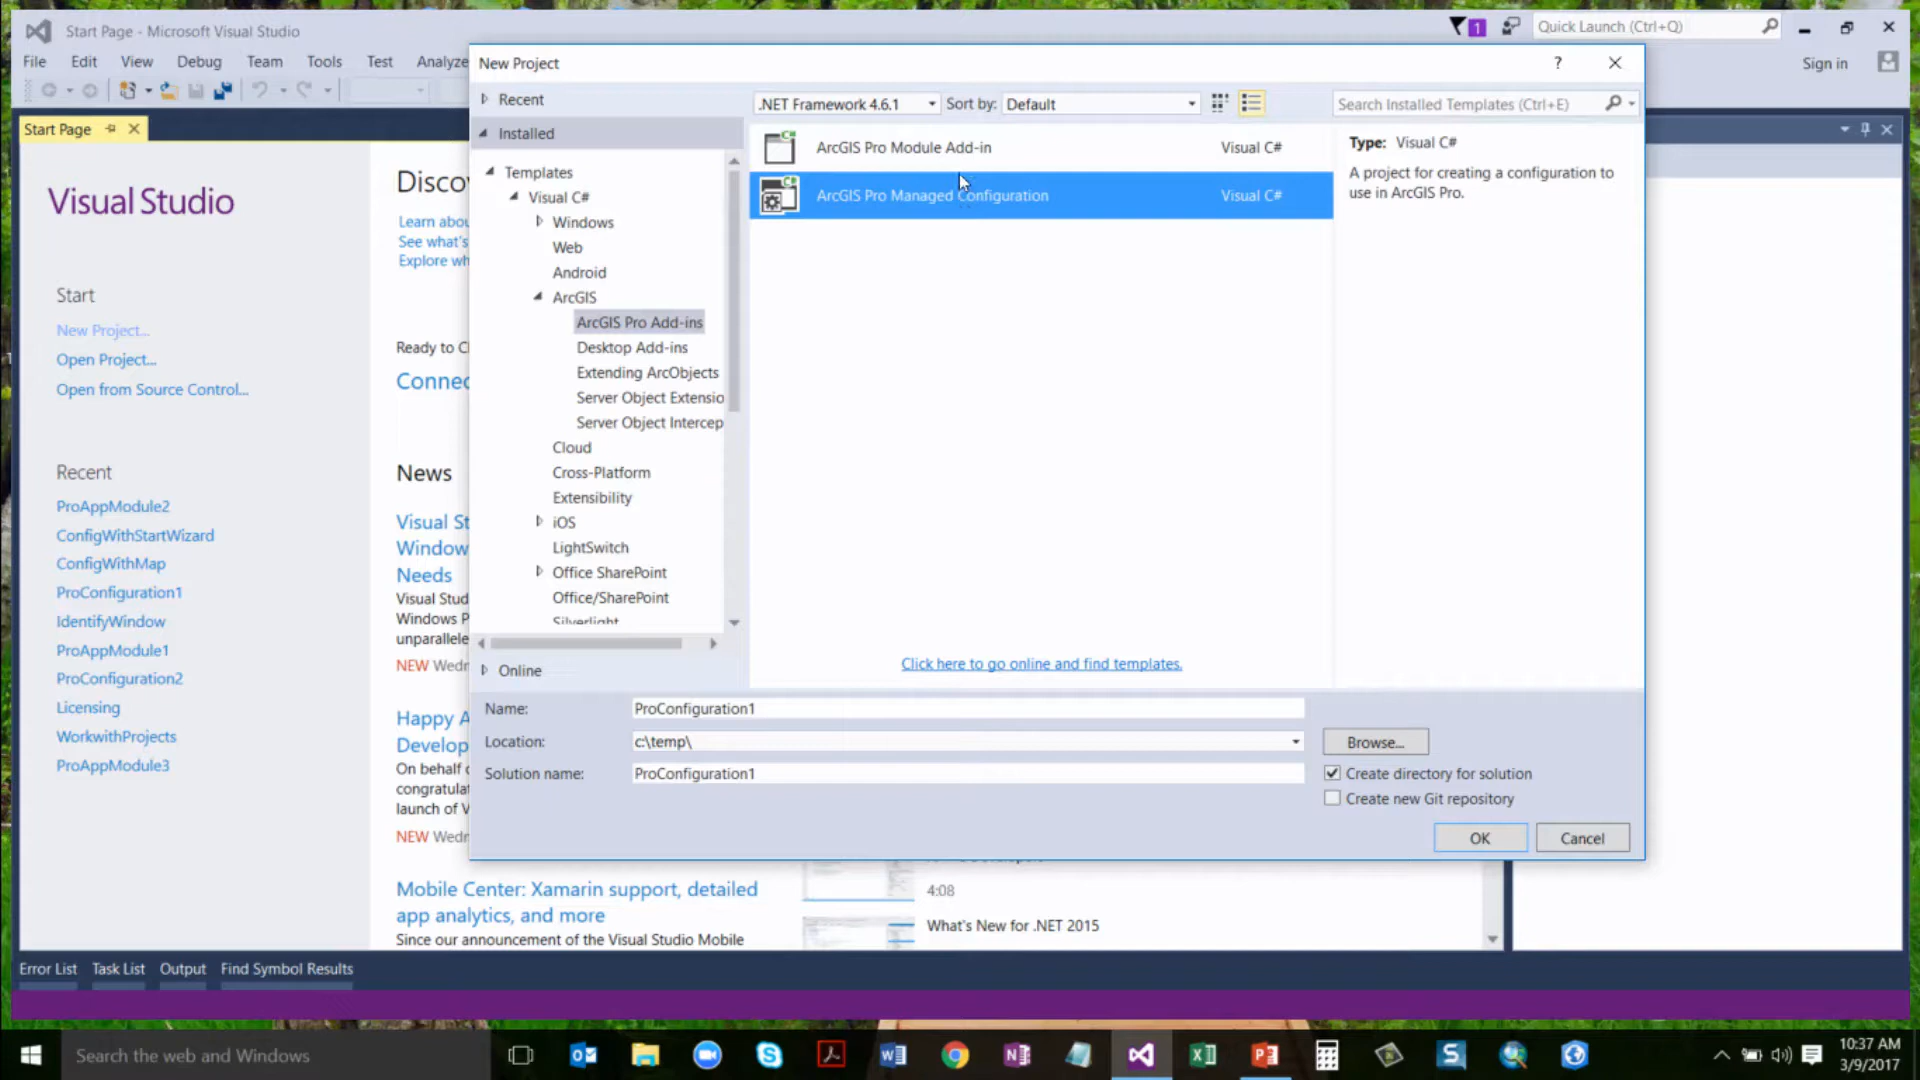 Start Page - Microsoft Visual Studio
1
Quick Launch (Ctrl+Q)
File Edit View Debug Team Tools Test Analyze
Sign in
Start Page
Visual Studio
Start
New Project...
Open Project...
Open from Source Control...
Recent
ProAppModule2
ConfigWithStartWizard
ConfigWithMap
ProConfiguration1
IdentifyWindow
ProAppModule1
ProConfiguration2
Licensing
WorkwithProjects
ProAppModule3
Disco
Learn abou
See what's
Explore wh
Ready to Cl
Connec
News
Visual St
Window
Needs
Visual Stud
Windows P
unparallele
NEW Wedn
Happy A
Develop
On behalf o
congratulat
launch of V
NEW Wedn
Mobile Center: Xamarin support, detailed
app analytics, and more
Since our announcement of the Visual Studio Mobile
4:08
What's New for .NET 2015
New Project
?
Recent
Installed
.NET Framework 4.6.1
Sort by: Default
Search Installed Templates (Ctrl+E)
Templates
Visual C#
Windows
Web
Android
ArcGIS
ArcGIS Pro Add-ins
Desktop Add-ins
Extending ArcObjects
Server Object Extensio
Server Object Intercep
Cloud
Cross-Platform
Extensibility
iOS
LightSwitch
Office SharePoint
Office/SharePoint
Silverlight
Online
ArcGIS Pro Module Add-in Visual C#
ArcGIS Pro Managed Configuration Visual C#
Type: Visual C#
A project for creating a configuration to
use in ArcGIS Pro.
Click here to go online and find templates.
Name: ProConfiguration1
Location: c:\temp\
Browse...
Solution name: ProConfiguration1
Create directory for solution
Create new Git repository
OK Cancel
Error List Task List Output Find Symbol Results
Search the web and Windows
10:37 AM
3/9/2017